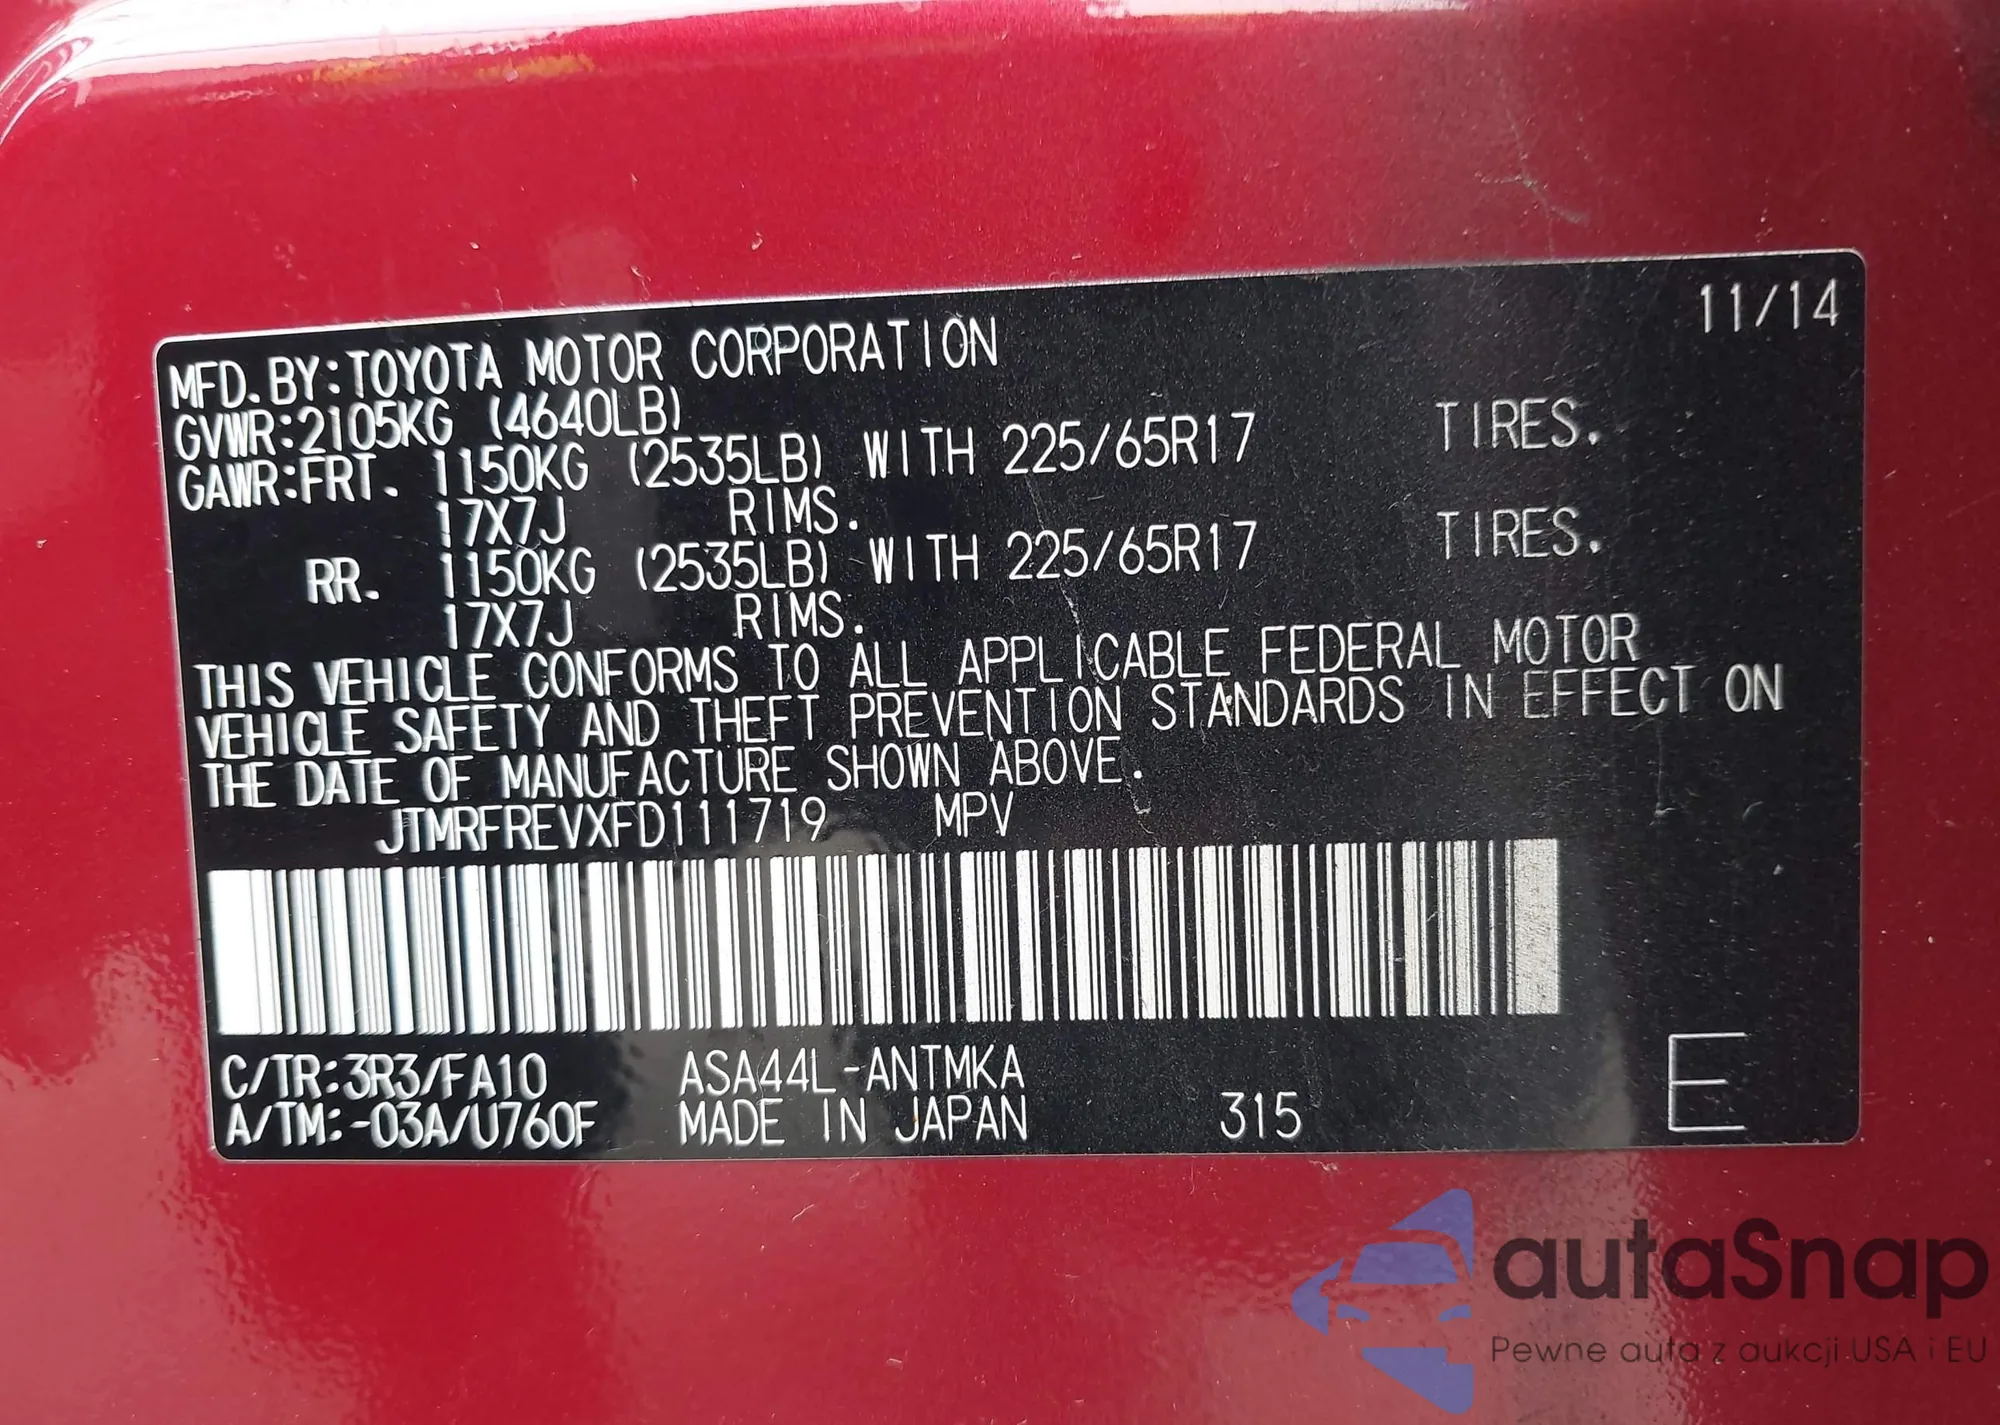 11/14
MFD. BY:TOYOTA MOTOR CORPORATION
GVWR:2105KG (4640LB)
GAWR:FRT. 1150KG (2535LB) WITH 225/65R17 TIRES.
17X7J RIMS.
RR. 1150KG (2535LB) WITH 225/65R17 TIRES.
17X7J RIMS.
THIS VEHICLE CONFORMS TO ALL APPLICABLE FEDERAL MOTOR
VEHICLE SAFETY AND THEFT PREVENTION STANDARDS IN EFFECT ON
THE DATE OF MANUFACTURE SHOWN ABOVE.
JTMRFREVXFD111719 MPV
C/TR:3R3/FA10 ASA44L-ANTMKA
A/TM:-03A/U760F MADE IN JAPAN 315 E
autaSnap
Pewne auta z aukcji USA i EU